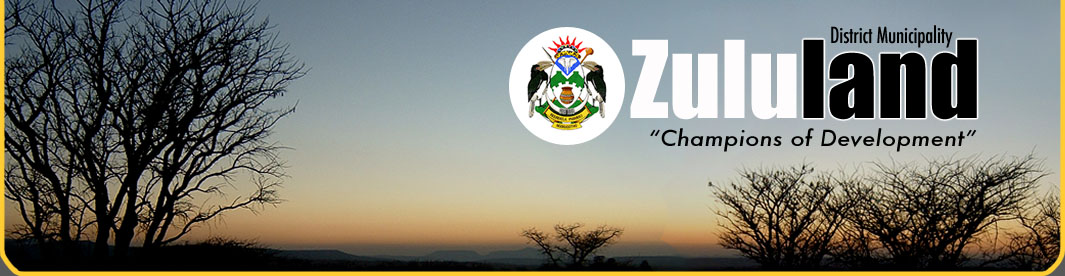 District Municipality
Zululand
“Champions of Development”